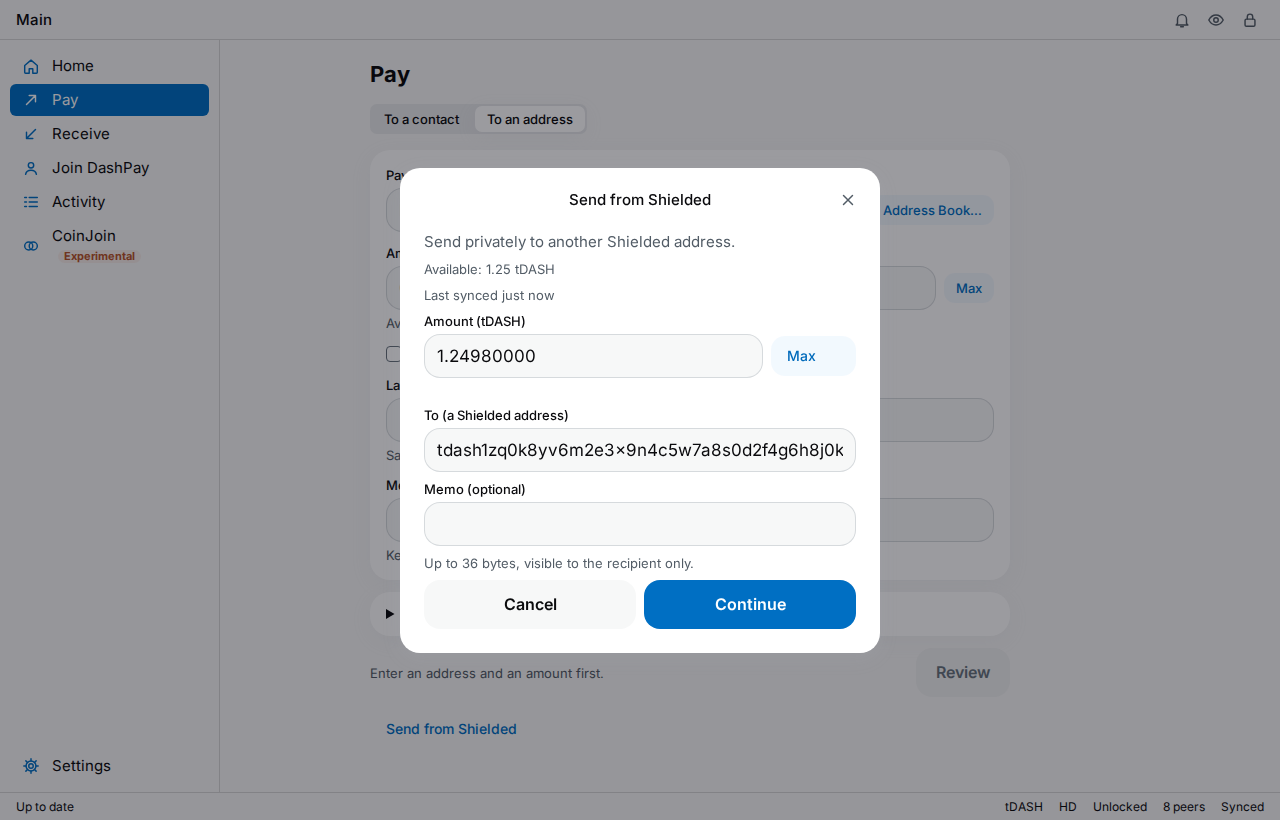 Main
Home
Pay
Receive
Join DashPay
Activity
CoinJoin
Experimental
Settings
Pay
To a contact
To an address
Address Book...
Max
Send from Shielded
Send privately to another Shielded address.
Available: 1.25 tDASH
Last synced just now
Amount (tDASH)
1.24980000
Max
To (a Shielded address)
tdash1zq0k8yv6m2e3x9n4c5w7a8s0d2f4g6h8j0k
Memo (optional)
Up to 36 bytes, visible to the recipient only.
Cancel
Continue
Enter an address and an amount first.
Review
Send from Shielded
Up to date
tDASH
HD
Unlocked
8 peers
Synced